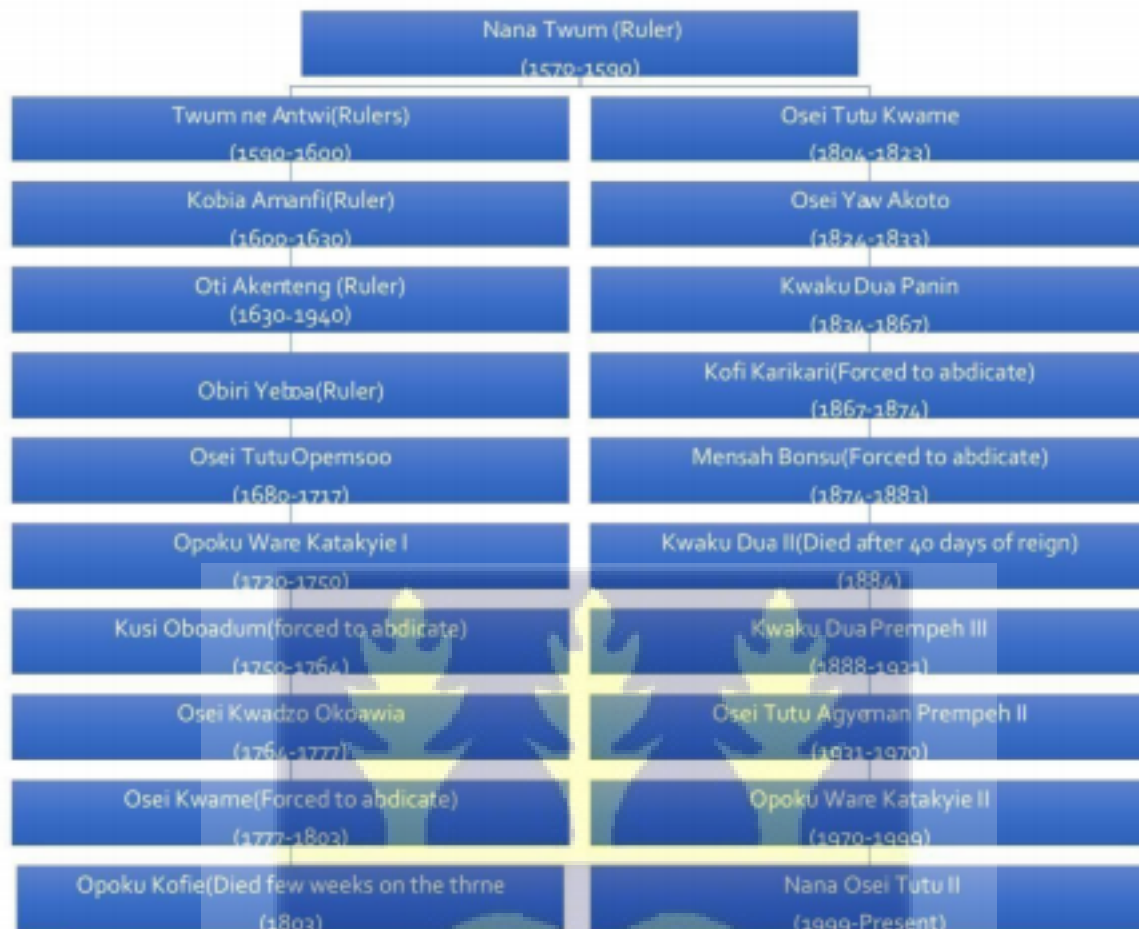 Nana Twum (Ruler)
(1570-1590)
Twum ne Antwi(Rulers)
(1590-1600)
Kobia Amanfi(Ruler)
(1600-1630)
Oti Akenteng (Ruler)
(1630-1940)
Obiri Yeboa(Ruler)
Osei Tutu Opemsoo
(1680-1717)
Opoku Ware Katakyie I
(1720-1750)
Kusi Oboadum(forced to abdicate)
(1750-1764)
Osei Kwadzo Okoawia
(1764-1777)
Osei Kwame(Forced to abdicate)
(1777-1803)
Opoku Kofie(Died few weeks on the thrne
(1803)
Osei Tutu Kwame
(1804-1823)
Osei Yaw Akoto
(1824-1833)
Kwaku Dua Panin
(1834-1867)
Kofi Karikari(Forced to abdicate)
(1867-1874)
Mensah Bonsu(Forced to abdicate)
(1874-1883)
Kwaku Dua II(Died after 40 days of reign)
(1884)
Kwaku Dua Prempeh III
(1888-1931)
Osei Tutu Agyeman Prempeh II
(1931-1970)
Opoku Ware Katakyie II
(1970-1999)
Nana Osei Tutu II
(1999-Present)